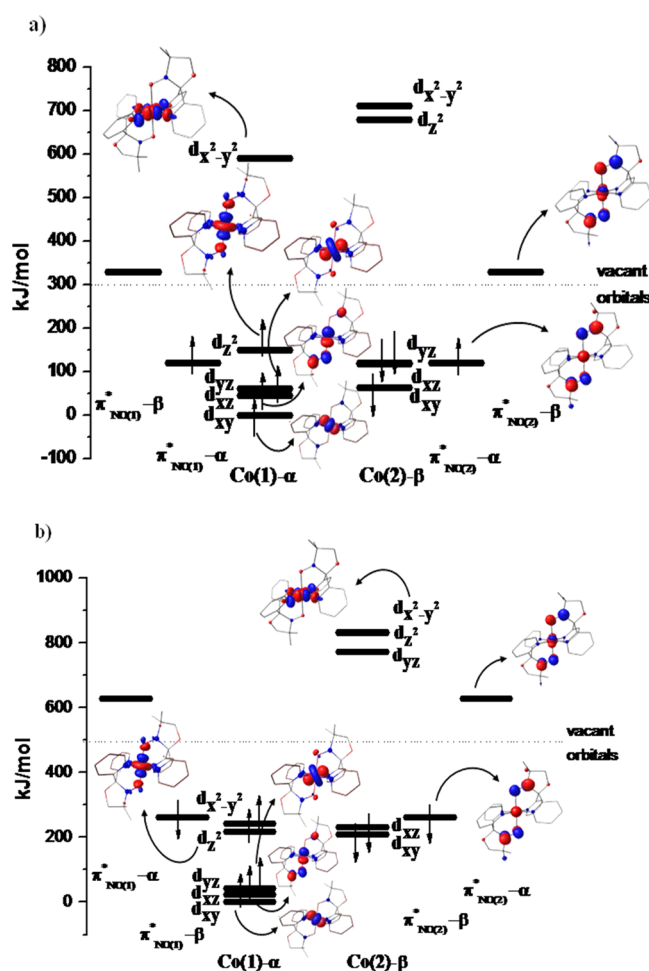 a)
800
700
600
500
400
300
200
100
0
-100
kJ/mol
dx²-y²
dx²-y²
dz²
vacant
orbitals
dz²
dyz
dxz
dxy
dyz
dxz
dxy
π*NO(1)-β
π*NO(1)-α
Co(1)-α
Co(2)-β
π*NO(2)-α
π*NO(2)-β
b)
1000
800
600
400
200
0
kJ/mol
dx²-y²
dz²
dyz
vacant
orbitals
dx²-y²
dz²
dyz
dxz
dxy
dxz
dxy
π*NO(1)-α
π*NO(1)-β
Co(1)-α
Co(2)-β
π*NO(2)-β
π*NO(2)-α